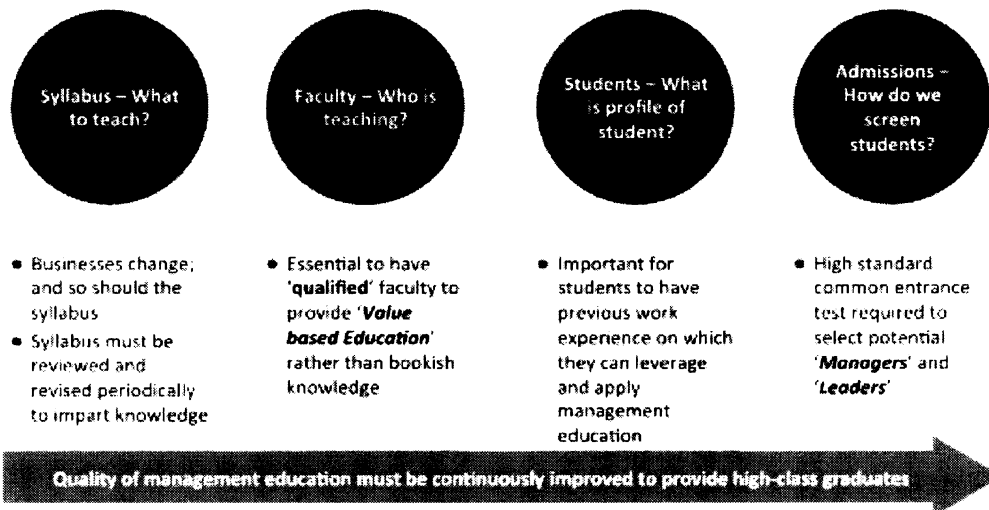 Syllabus – What
to teach?
Faculty – Who is
teaching?
Students – What
is profile of
student?
Admissions –
How do we
screen
students?
• Businesses change;
and so should the
syllabus
• Syllabus must be
reviewed and
revised periodically
to impart knowledge
• Essential to have
'qualified' faculty to
provide 'Value
based Education'
rather than bookish
knowledge
• Important for
students to have
previous work
experience on which
they can leverage
and apply
management
education
• High standard
common entrance
test required to
select potential
'Managers' and
'Leaders'
Quality of management education must be continuously improved to provide high-class graduates